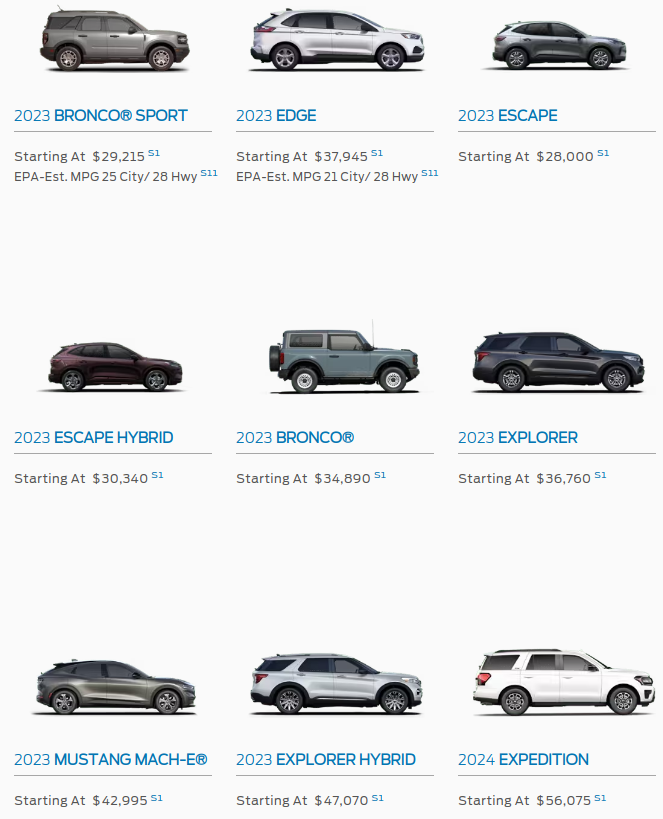 2023 BRONCO® SPORT
Starting At $29,215 S1
EPA-Est. MPG 25 City/ 28 Hwy S11
2023 EDGE
Starting At $37,945 S1
EPA-Est. MPG 21 City/ 28 Hwy S11
2023 ESCAPE
Starting At $28,000 S1
2023 ESCAPE HYBRID
Starting At $30,340 S1
2023 BRONCO®
Starting At $34,890 S1
2023 EXPLORER
Starting At $36,760 S1
2023 MUSTANG MACH-E®
Starting At $42,995 S1
2023 EXPLORER HYBRID
Starting At $47,070 S1
2024 EXPEDITION
Starting At $56,075 S1